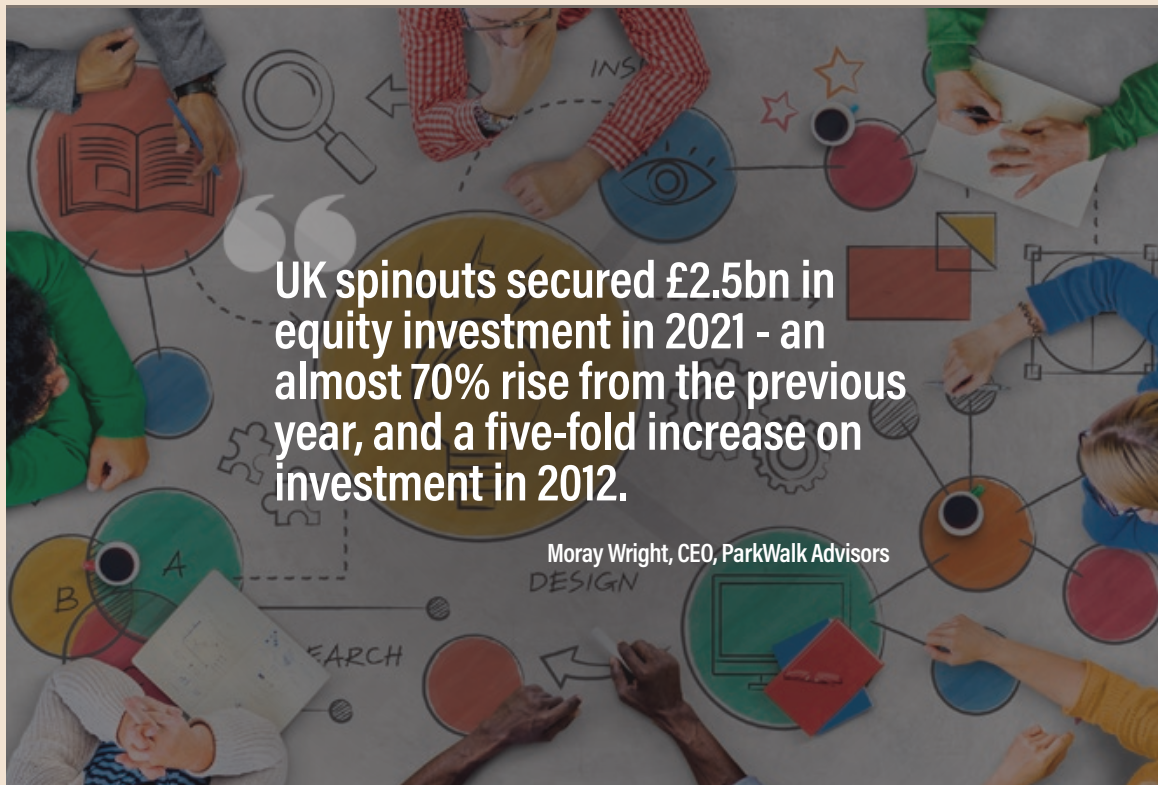 INS
“
UK spinouts secured £2.5bn in
equity investment in 2021 - an
almost 70% rise from the previous
year, and a five-fold increase on
investment in 2012.
Moray Wright, CEO, ParkWalk Advisors
DESIGN
A
B
EARCH